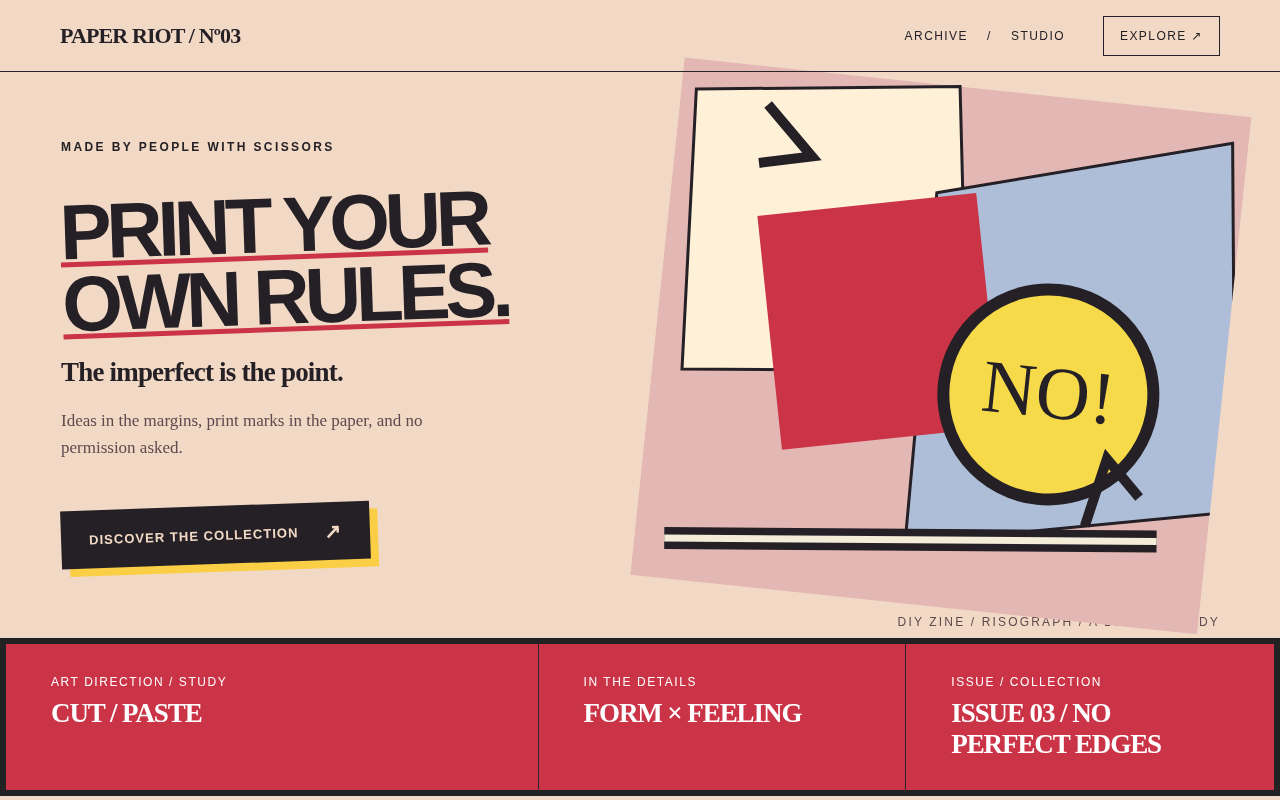 PAPER RIOT / Nº03
ARCHIVE / STUDIO
EXPLORE ↗
MADE BY PEOPLE WITH SCISSORS
PRINT YOUR
OWN RULES.
The imperfect is the point.
Ideas in the margins, print marks in the paper, and no
permission asked.
DISCOVER THE COLLECTION ↗
NO!
DIY ZINE / RISOGRAPH /
ART DIRECTION / STUDY
CUT / PASTE
IN THE DETAILS
FORM × FEELING
ISSUE / COLLECTION
ISSUE 03 / NO
PERFECT EDGES